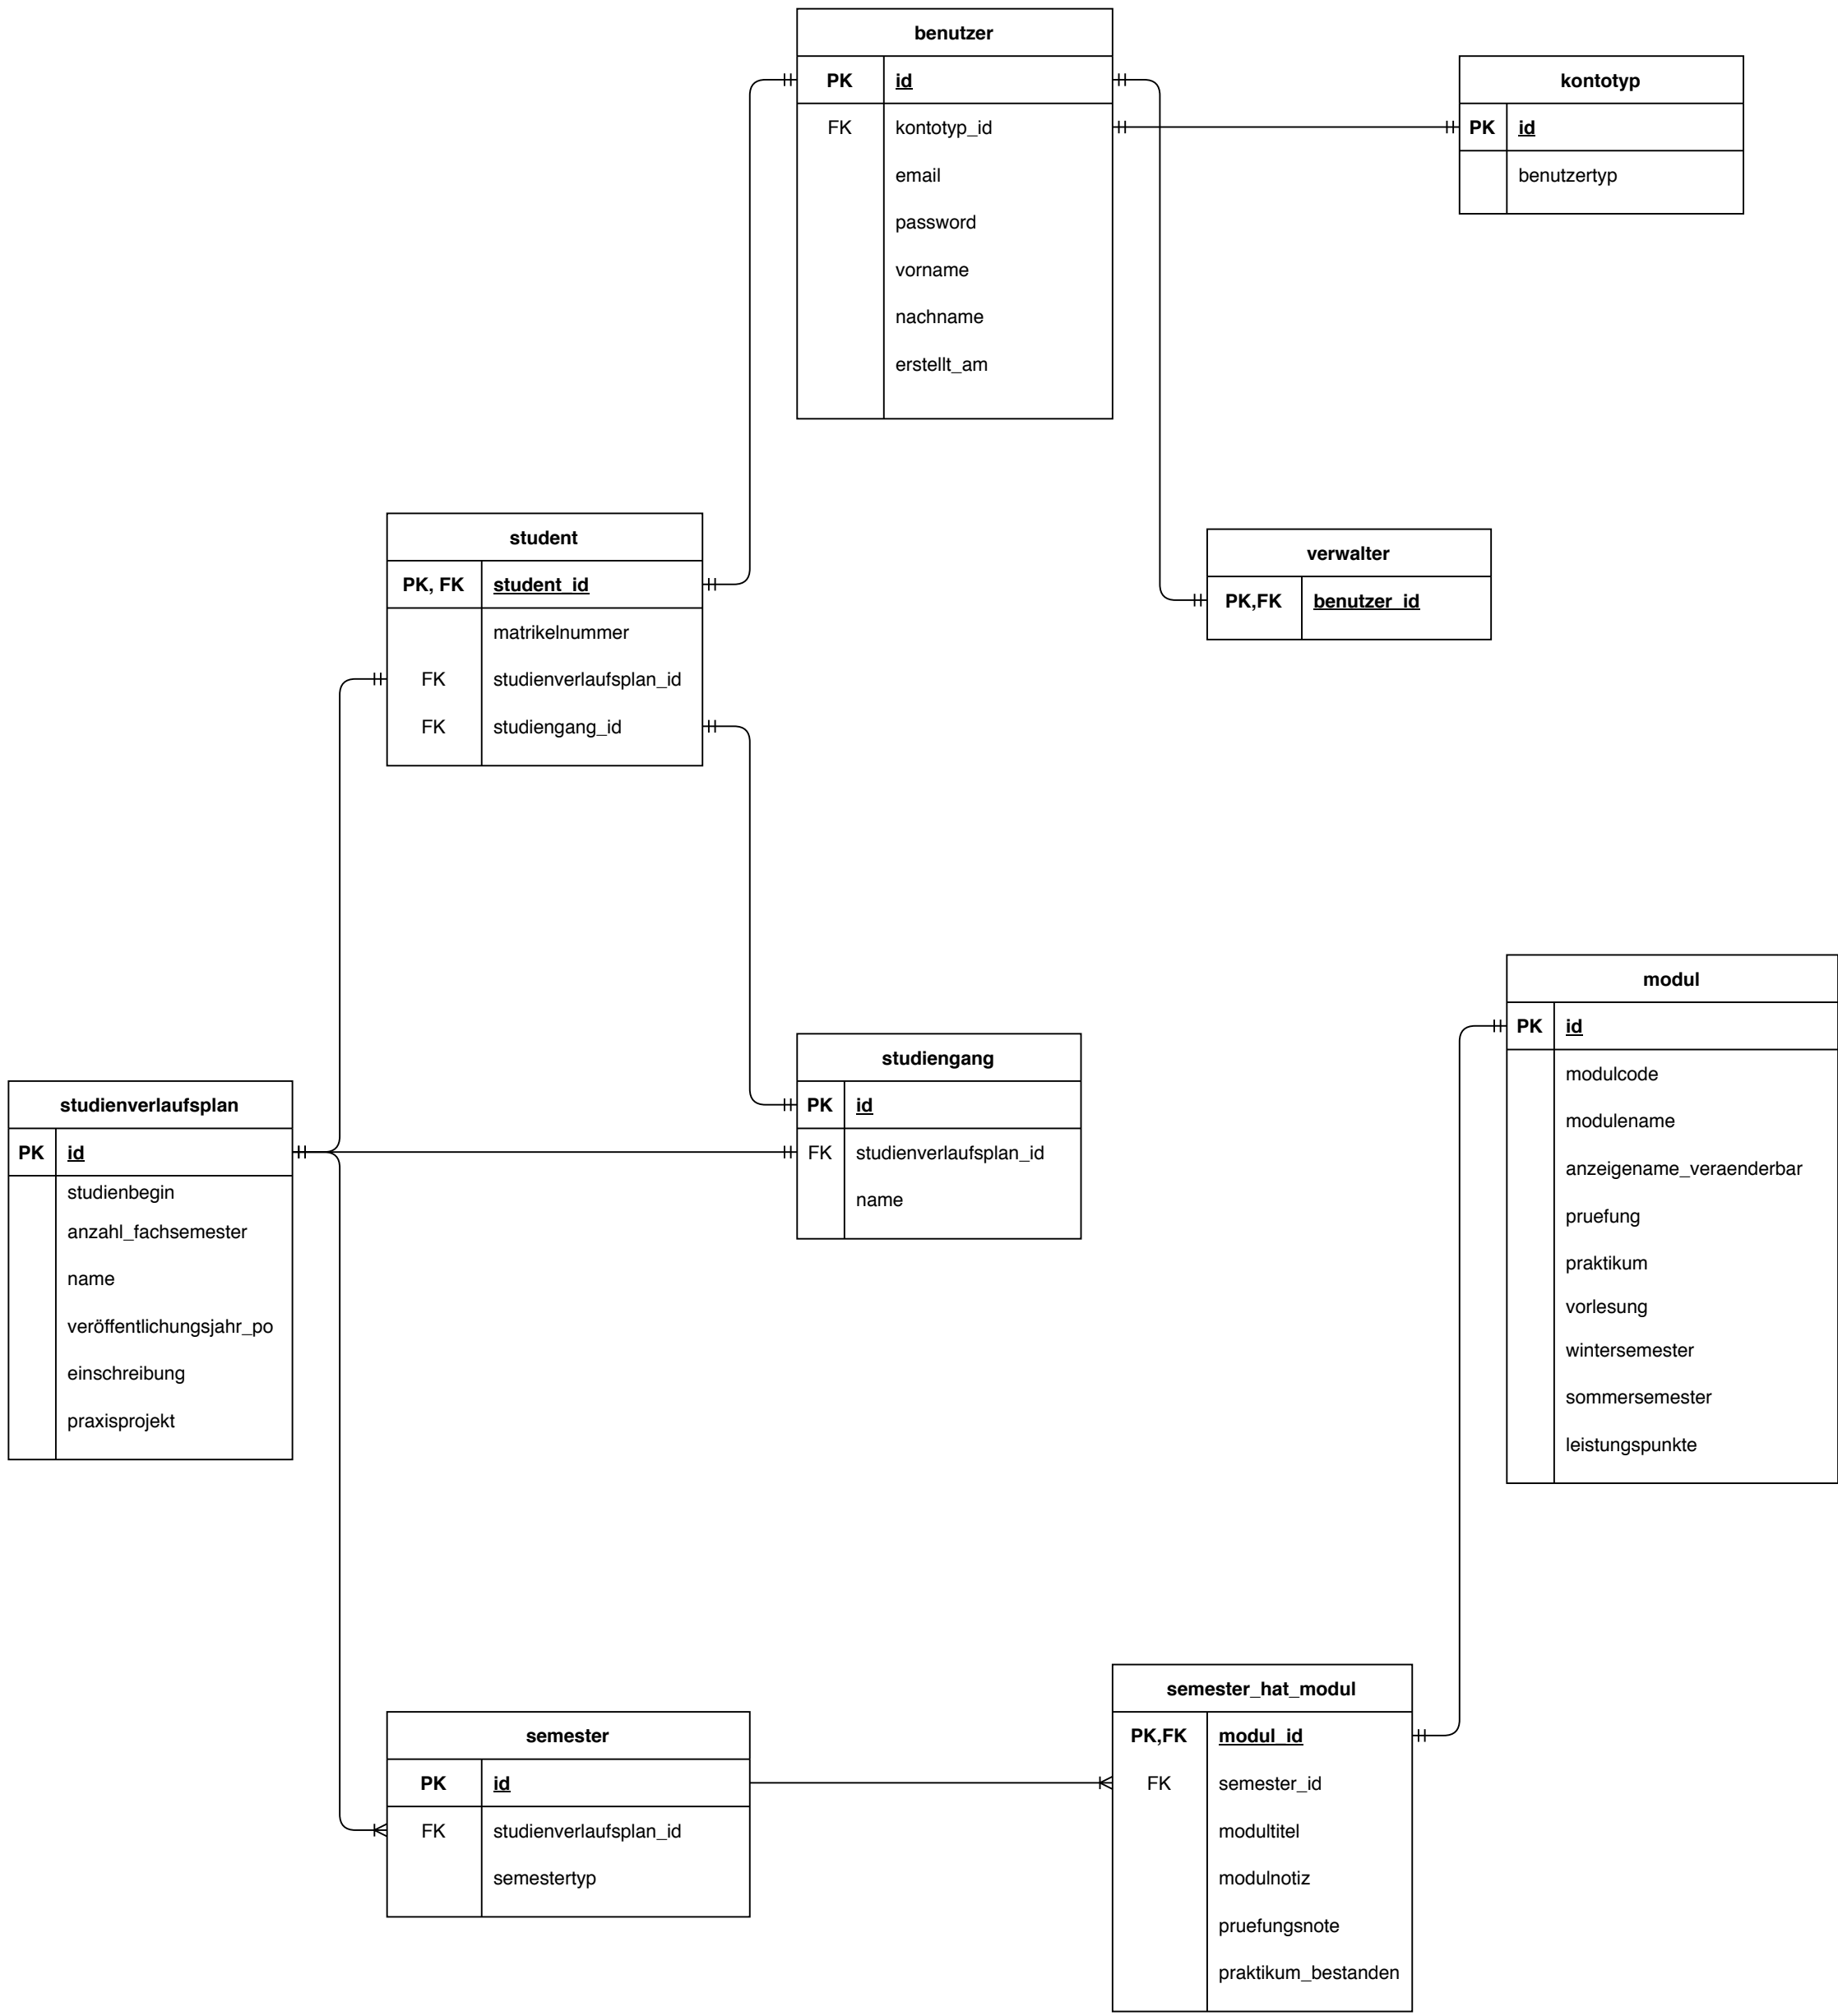 benutzer
PK id
FK kontotyp_id
email
password
vorname
nachname
erstellt_am
kontotyp
PK id
benutzertyp
student
PK, FK student_id
matrikelnummer
FK studienverlaufsplan_id
FK studiengang_id
verwalter
PK,FK benutzer_id
modul
PK id
modulcode
modulename
anzeigename_veraenderbar
pruefung
praktikum
vorlesung
wintersemester
sommersemester
leistungspunkte
studiengang
PK id
FK studienverlaufsplan_id
name
studienverlaufsplan
PK id
studienbegin
anzahl_fachsemester
name
veröffentlichungsjahr_po
einschreibung
praxisprojekt
semester_hat_modul
PK,FK modul_id
FK semester_id
modultitel
modulnotiz
pruefungsnote
praktikum_bestanden
semester
PK id
FK studienverlaufsplan_id
semestertyp